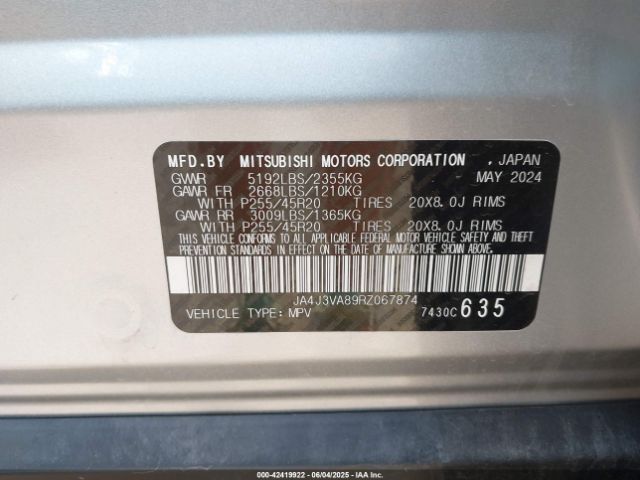 MFD.BY MITSUBISHI MOTORS CORPORATION , JAPAN
GVWR 5192LBS/2355KG MAY 2024
GAWR FR 2668LBS/1210KG
WITH P255/45R20 TIRES 20X8.0J RIMS
GAWR RR 3009LBS/1365KG
WITH P255/45R20 TIRES 20X8.0J RIMS
THIS VEHICLE CONFORMS TO ALL APPLICABLE FEDERAL MOTOR VEHICLE SAFETY AND THEFT
PREVENTION STANDARDS IN EFFECT ON THE DATE OF MANUFACTURE SHOWN ABOVE.
JA4J3VA89RZ067874
VEHICLE TYPE: MPV 7430C 635
000-42419922 - 06/04/2025 - IAA Inc.